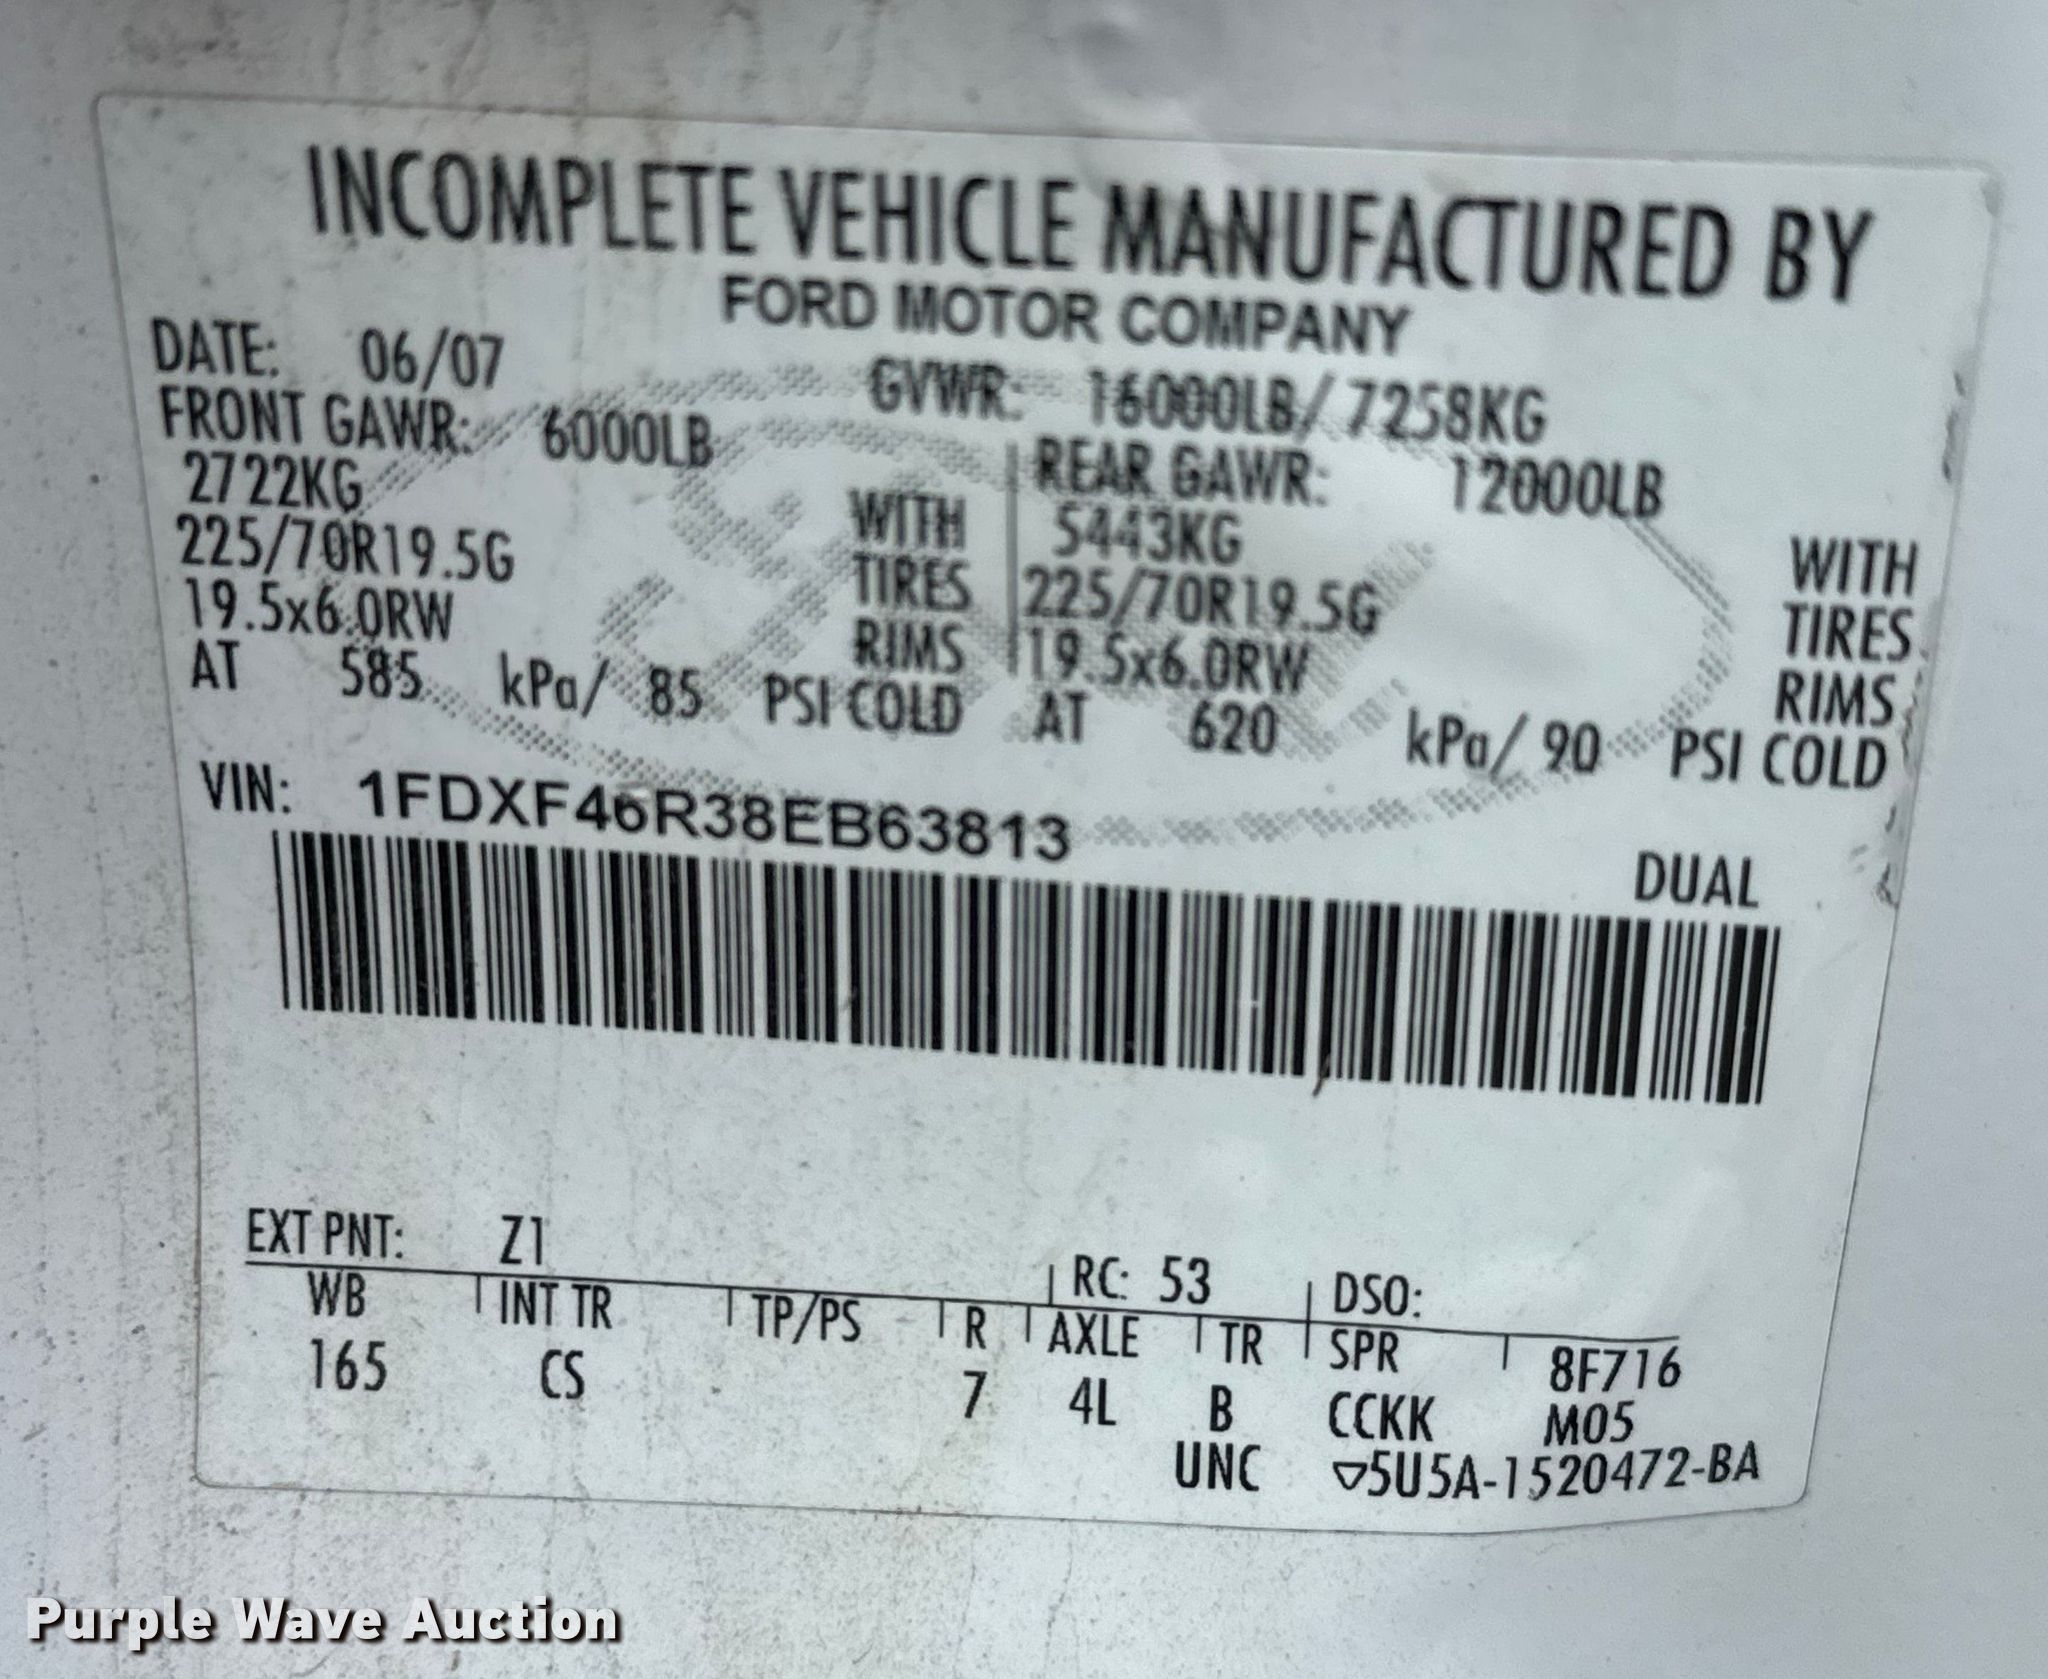 INCOMPLETE VEHICLE MANUFACTURED BY
FORD MOTOR COMPANY
DATE: 06/07
GVWR: 16000LB/ 7258KG
FRONT GAWR: 6000LB
2722KG
225/70R19.5G
19.5x6.0RW
AT 585 kPa/ 85 PSI COLD
WITH
TIRES
RIMS
REAR GAWR: 12000LB
5443KG
225/70R19.5G
19.5x6.0RW
AT 620 kPa/ 90 PSI COLD
WITH
TIRES
RIMS
VIN: 1FDXF46R38EB63813
DUAL
EXT PNT: Z1
RC: 53 DSO:
WB INT TR TP/PS R AXLE TR SPR 8F716
165 CS 7 4L B CCKK M05
UNC ▽5U5A-1520472-BA
Purple Wave Auction